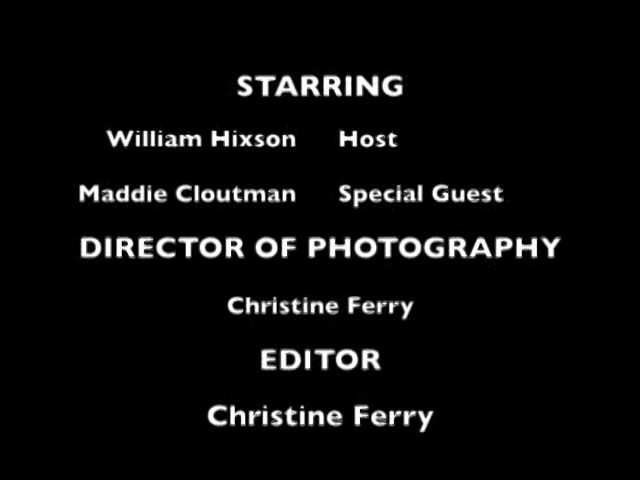 STARRING
William Hixson Host
Maddie Cloutman Special Guest
DIRECTOR OF PHOTOGRAPHY
Christine Ferry
EDITOR
Christine Ferry